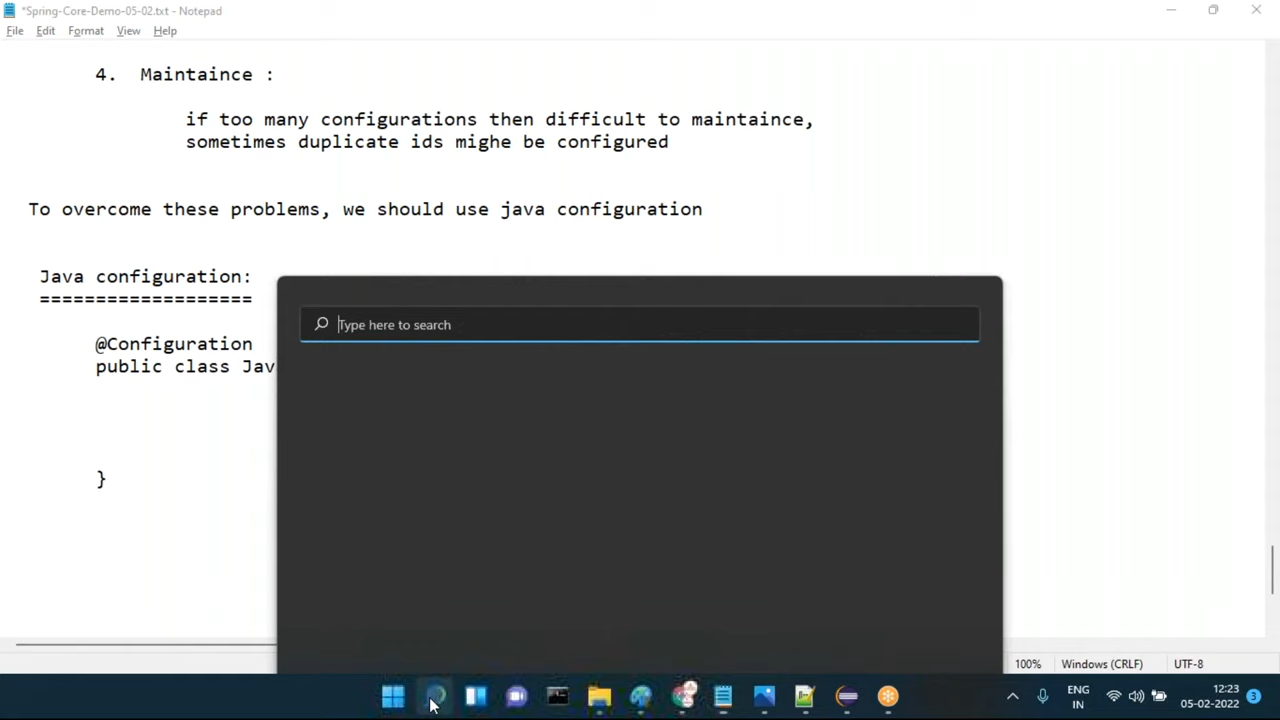 *Spring-Core-Demo-05-02.txt - Notepad
File Edit Format View Help
4. Maintaince :
if too many configurations then difficult to maintaince,
sometimes duplicate ids mighe be configured
To overcome these problems, we should use java configuration
Java configuration:
===================
@Configuration
public class Jav
}
Type here to search
100% Windows (CRLF) UTF-8
ENG
IN
12:23
05-02-2022
3